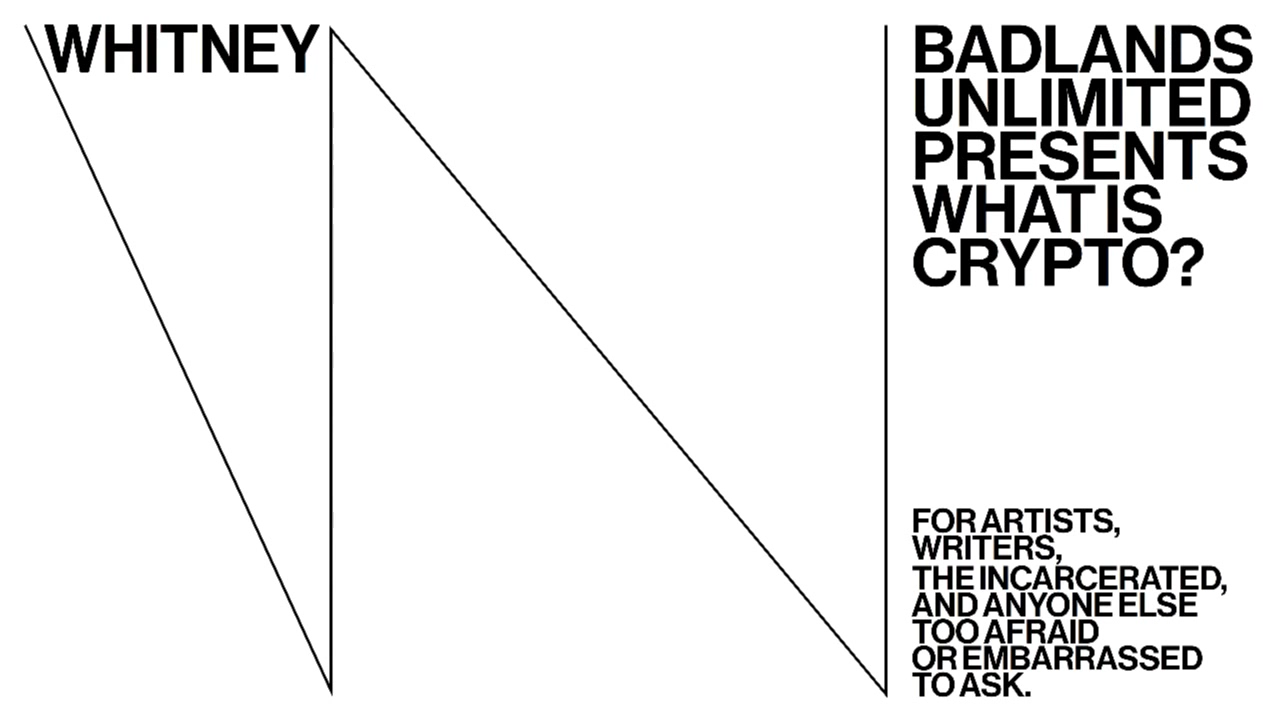 WHITNEY
BADLANDS
UNLIMITED
PRESENTS
WHAT IS
CRYPTO?
FOR ARTISTS,
WRITERS,
THE INCARCERATED,
AND ANYONE ELSE
TOO AFRAID
OR EMBARRASSED
TO ASK.